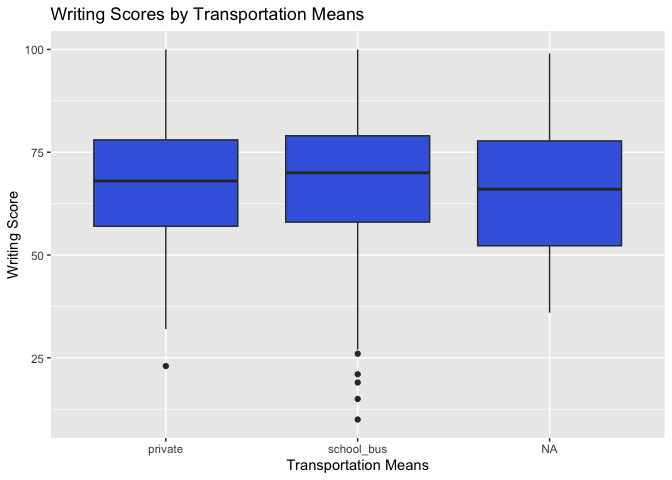 Writing Scores by Transportation Means
100
75
50
25
Writing Score
private school_bus NA
Transportation Means